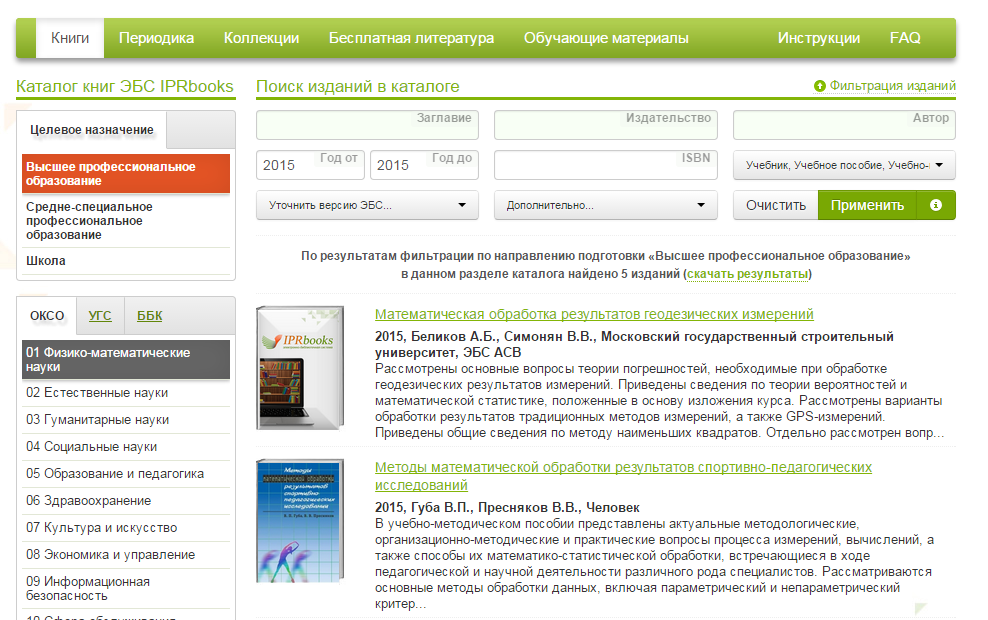 Книги Периодика Коллекции Бесплатная литература Обучающие материалы Инструкции FAQ
Каталог книг ЭБС IPRbooks
Целевое назначение
Высшее профессиональное
образование
Средне-специальное
профессиональное
образование
Школа
ОКСО УГС ББК
01 Физико-математические
науки
02 Естественные науки
03 Гуманитарные науки
04 Социальные науки
05 Образование и педагогика
06 Здравоохранение
07 Культура и искусство
08 Экономика и управление
09 Информационная
безопасность
Поиск изданий в каталоге Фильтрация изданий
Заглавие Издательство Автор
2015 Год от 2015 Год до ISBN Учебник, Учебное пособие, Учебно-
Уточнить версию ЭБС... Дополнительно... Очистить Применить
По результатам фильтрации по направлению подготовки «Высшее профессиональное образование»
в данном разделе каталога найдено 5 изданий (скачать результаты)
IPRbooks
Математическая обработка результатов геодезических измерений
2015, Беликов А.Б., Симонян В.В., Московский государственный строительный
университет, ЭБС АСВ
Рассмотрены основные вопросы теории погрешностей, необходимые при обработке
геодезических результатов измерений. Приведены сведения по теории вероятностей и
математической статистике, положенные в основу изложения курса. Рассмотрены варианты
обработки результатов традиционных методов измерений, а также GPS-измерений.
Приведены общие сведения по методу наименьших квадратов. Отдельно рассмотрен вопр...
Методы
математической обработки
результатов
спортивно-
педагогических
исследований
Методы математической обработки результатов спортивно-педагогических
исследований
2015, Губа В.П., Пресняков В.В., Человек
В учебно-методическом пособии представлены актуальные методологические,
организационно-методические и практические вопросы процесса измерений, вычислений, а
также способы их математико-статистической обработки, встречающиеся в ходе
педагогической и научной деятельности различного рода специалистов. Рассматриваются
основные методы обработки данных, включая параметрический и непараметрический
критер...